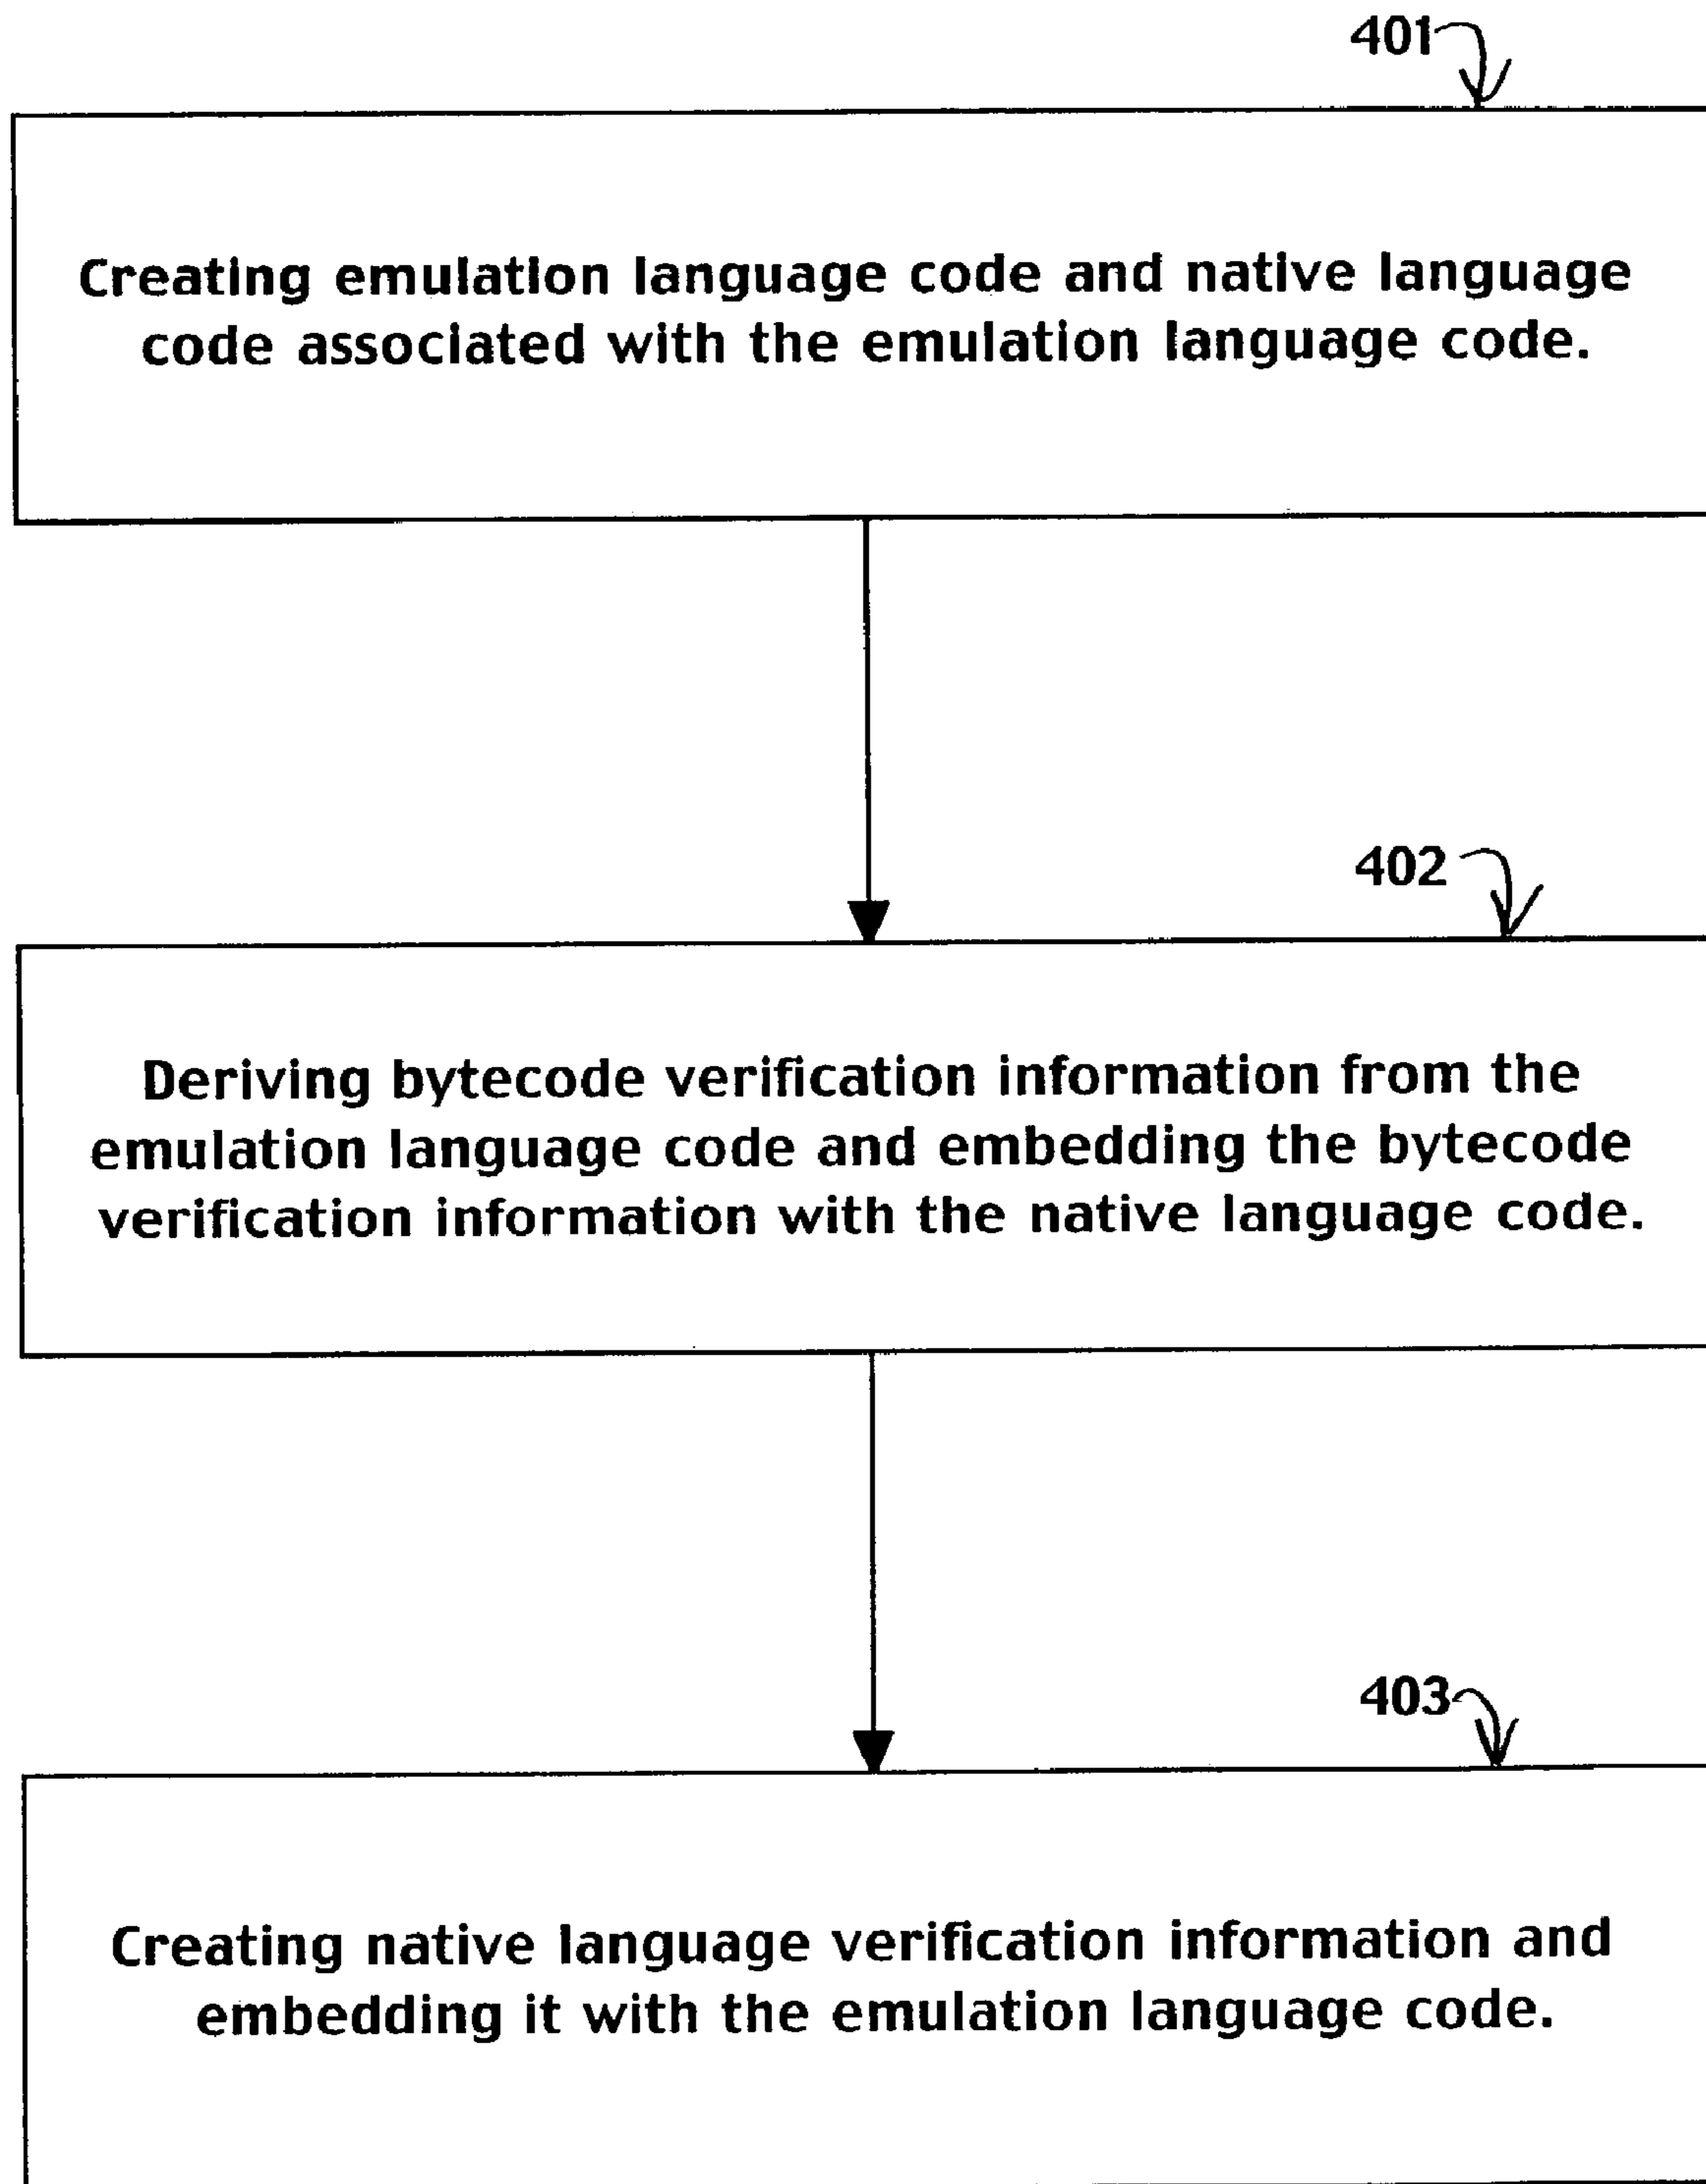 401
Creating emulation language code and native language
code associated with the emulation language code.
402
Deriving bytecode verification information from the
emulation language code and embedding the bytecode
verification information with the native language code.
403
Creating native language verification information and
embedding it with the emulation language code.